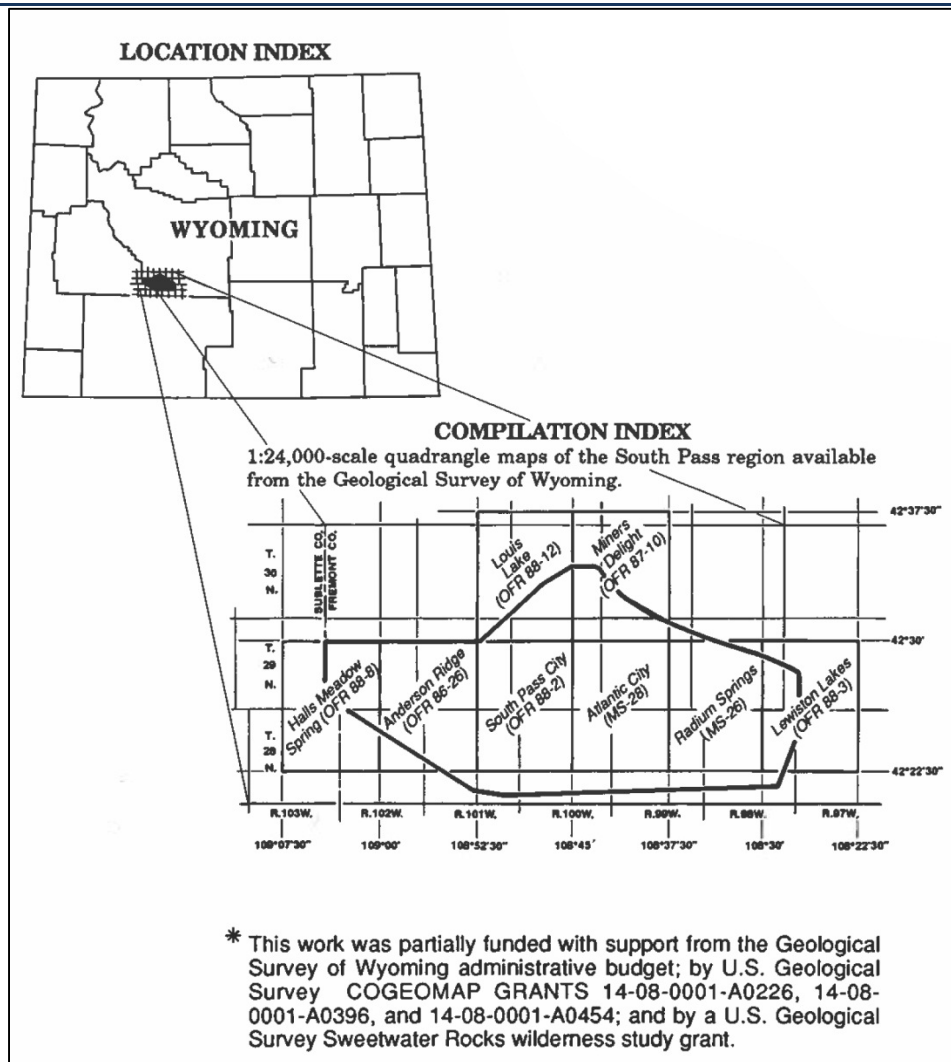 LOCATION INDEX
WYOMING
COMPILATION INDEX
1:24,000-scale quadrangle maps of the South Pass region available
from the Geological Survey of Wyoming.
42°37'30"
T.
30
N.
SUBLETTE CO.
FREMONT CO.
Louis
Lake
(OFR 88-12)
Miners
Delight
(OFR 87-10)
42°30'
T.
29
N.
Halls Meadow
Spring (OFR 88-8)
Anderson Ridge
(OFR 86-26)
South Pass City
(OFR 88-2)
Atlantic City
(MS-28)
Radium Springs
(MS-26)
Lewiston Lakes
(OFR 88-3)
T.
28
N.
42°22'30"
R.103W. R.102W. R.101W. R.100W. R.99W. R.98W. R.97W.
109°07'30" 109°00' 108°52'30" 108°45' 108°37'30" 108°30' 108°22'30"
* This work was partially funded with support from the Geological
Survey of Wyoming administrative budget; by U.S. Geological
Survey COGEOMAP GRANTS 14-08-0001-A0226, 14-08-
0001-A0396, and 14-08-0001-A0454; and by a U.S. Geological
Survey Sweetwater Rocks wilderness study grant.